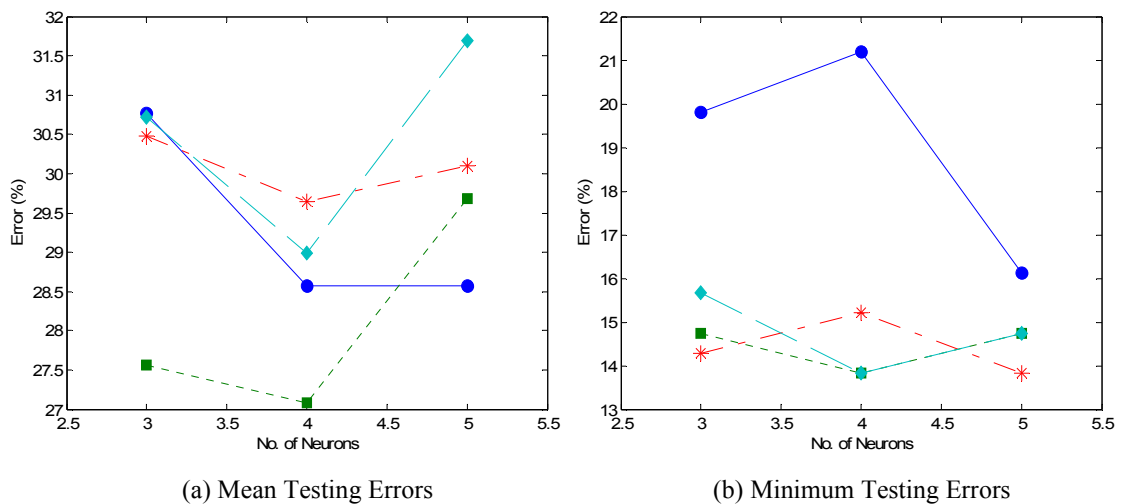 32
31.5
31
30.5
30
29.5
29
28.5
28
27.5
27
Error (%)
2.5 3 3.5 4 4.5 5 5.5
No. of Neurons
(a) Mean Testing Errors
22
21
20
19
18
17
16
15
14
13
Error (%)
2.5 3 3.5 4 4.5 5 5.5
No. of Neurons
(b) Minimum Testing Errors